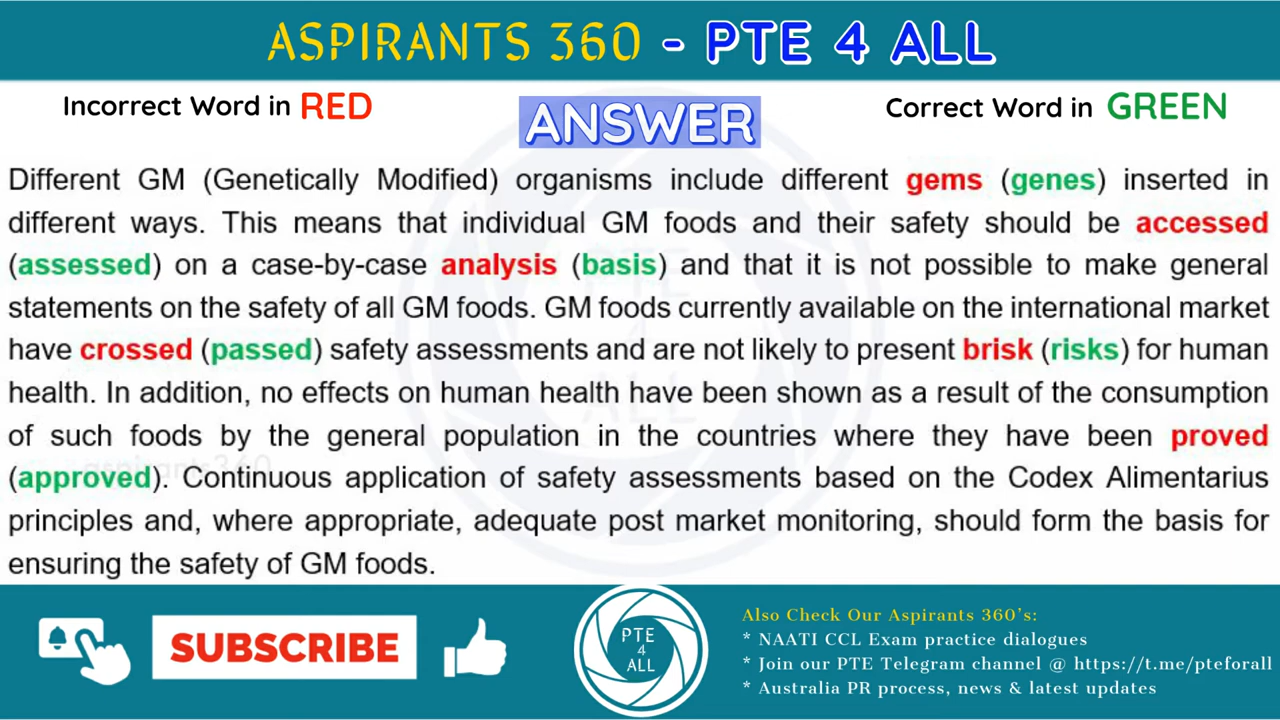 ASPIRANTS 360 - PTE 4 ALL
Incorrect Word in RED
ANSWER
Correct Word in GREEN
Different GM (Genetically Modified) organisms include different gems (genes) inserted in
different ways. This means that individual GM foods and their safety should be accessed
(assessed) on a case-by-case analysis (basis) and that it is not possible to make general
statements on the safety of all GM foods. GM foods currently available on the international market
have crossed (passed) safety assessments and are not likely to present brisk (risks) for human
health. In addition, no effects on human health have been shown as a result of the consumption
of such foods by the general population in the countries where they have been proved
(approved). Continuous application of safety assessments based on the Codex Alimentarius
principles and, where appropriate, adequate post market monitoring, should form the basis for
ensuring the safety of GM foods.
SUBSCRIBE
PTE
4
ALL
Also Check Our Aspirants 360's:
* NAATI CCL Exam practice dialogues
* Join our PTE Telegram channel @ https://t.me/pteforall
* Australia PR process, news & latest updates